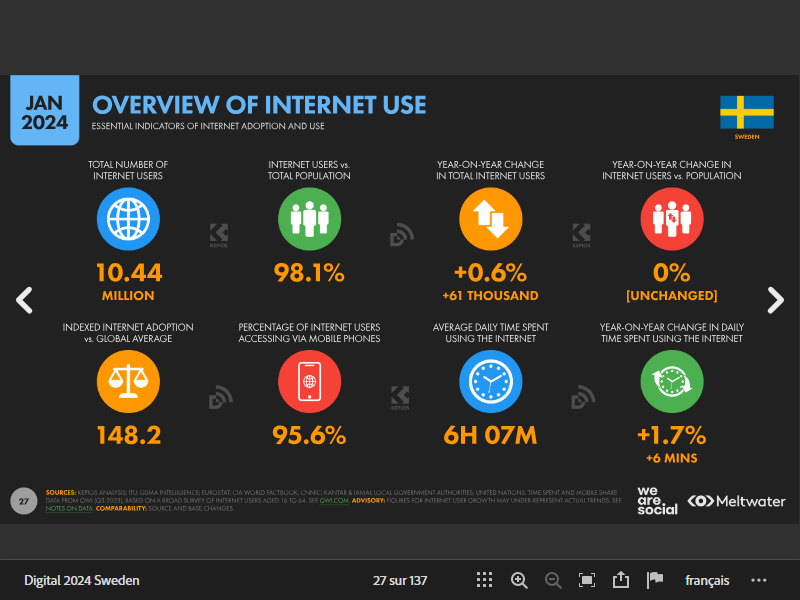 JAN
2024
OVERVIEW OF INTERNET USE
ESSENTIAL INDICATORS OF INTERNET ADOPTION AND USE
SWEDEN
TOTAL NUMBER OF
INTERNET USERS
10.44
MILLION
INTERNET USERS vs.
TOTAL POPULATION
98.1%
YEAR-ON-YEAR CHANGE
IN TOTAL INTERNET USERS
+0.6%
+61 THOUSAND
YEAR-ON-YEAR CHANGE IN
INTERNET USERS vs. POPULATION
0%
[UNCHANGED]
KEPIOS
KEPIOS
INDEXED INTERNET ADOPTION
vs. GLOBAL AVERAGE
148.2
PERCENTAGE OF INTERNET USERS
ACCESSING VIA MOBILE PHONES
95.6%
AVERAGE DAILY TIME SPENT
USING THE INTERNET
6H 07M
YEAR-ON-YEAR CHANGE IN DAILY
TIME SPENT USING THE INTERNET
+1.7%
+6 MINS
KEPIOS
27
SOURCES: KEPIOS ANALYSIS; ITU; GSMA INTELLIGENCE; EUROSTAT; CIA WORLD FACTBOOK; CNNIC; KANTAR & IAMAI; LOCAL GOVERNMENT AUTHORITIES; UNITED NATIONS. TIME SPENT AND MOBILE SHARE
DATA FROM GWI (Q3 2023), BASED ON A BROAD SURVEY OF INTERNET USERS AGED 16 TO 64. SEE GWI.COM. ADVISORY: FIGURES FOR INTERNET USER GROWTH MAY UNDER-REPRESENT ACTUAL TRENDS. SEE
NOTES ON DATA. COMPARABILITY: SOURCE AND BASE CHANGES.
we
are.
social
Meltwater
Digital 2024 Sweden
27 sur 137
français